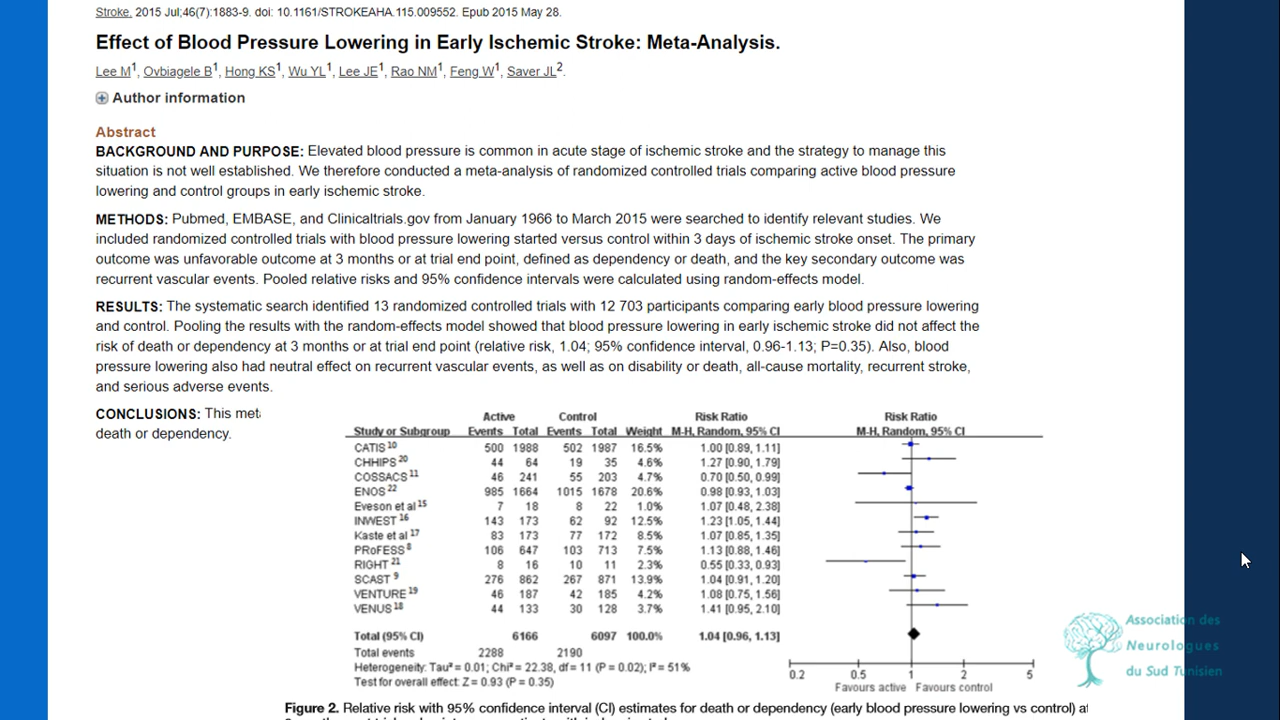 Stroke. 2015 Jul;46(7):1883-9. doi: 10.1161/STROKEAHA.115.009552. Epub 2015 May 28.
Effect of Blood Pressure Lowering in Early Ischemic Stroke: Meta-Analysis.
Lee M1, Ovbiagele B1, Hong KS1, Wu YL1, Lee JE1, Rao NM1, Feng W1, Saver JL2.
Author information
Abstract
BACKGROUND AND PURPOSE: Elevated blood pressure is common in acute stage of ischemic stroke and the strategy to manage this
situation is not well established. We therefore conducted a meta-analysis of randomized controlled trials comparing active blood pressure
lowering and control groups in early ischemic stroke.
METHODS: Pubmed, EMBASE, and Clinicaltrials.gov from January 1966 to March 2015 were searched to identify relevant studies. We
included randomized controlled trials with blood pressure lowering started versus control within 3 days of ischemic stroke onset. The primary
outcome was unfavorable outcome at 3 months or at trial end point, defined as dependency or death, and the key secondary outcome was
recurrent vascular events. Pooled relative risks and 95% confidence intervals were calculated using random-effects model.
RESULTS: The systematic search identified 13 randomized controlled trials with 12 703 participants comparing early blood pressure lowering
and control. Pooling the results with the random-effects model showed that blood pressure lowering in early ischemic stroke did not affect the
risk of death or dependency at 3 months or at trial end point (relative risk, 1.04; 95% confidence interval, 0.96-1.13; P=0.35). Also, blood
pressure lowering also had neutral effect on recurrent vascular events, as well as on disability or death, all-cause mortality, recurrent stroke,
and serious adverse events.
CONCLUSIONS: This met
death or dependency.
Active Control Risk Ratio Risk Ratio
Study or Subgroup Events Total Events Total Weight M-H, Random, 95% CI M-H, Random, 95% CI
CATIS 10 500 1988 502 1987 16.5% 1.00 [0.89, 1.11]
CHHIPS 20 44 64 19 35 4.6% 1.27 [0.90, 1.79]
COSSACS 11 46 241 55 203 4.7% 0.70 [0.50, 0.99]
ENOS 22 985 1664 1015 1678 20.6% 0.98 [0.93, 1.03]
Eveson et al 15 7 18 8 22 1.0% 1.07 [0.48, 2.38]
INWEST 16 143 173 62 92 12.5% 1.23 [1.05, 1.44]
Kaste et al 17 83 173 77 172 8.5% 1.07 [0.85, 1.35]
PRoFESS 8 106 647 103 713 7.5% 1.13 [0.88, 1.46]
RIGHT 21 8 16 10 11 2.3% 0.55 [0.33, 0.93]
SCAST 9 276 862 267 871 13.9% 1.04 [0.91, 1.20]
VENTURE 19 46 187 42 185 4.2% 1.08 [0.75, 1.56]
VENUS 18 44 133 30 128 3.7% 1.41 [0.95, 2.10]
Total (95% CI) 6166 6097 100.0% 1.04 [0.96, 1.13]
Total events 2288 2190
Heterogeneity: Tau² = 0.01; Chi² = 22.38, df = 11 (P = 0.02); I² = 51%
Test for overall effect: Z = 0.93 (P = 0.35)
0.2 0.5 1 2 5
Favours active Favours control
Figure 2. Relative risk with 95% confidence interval (CI) estimates for death or dependency (early blood pressure lowering vs control) at
Association des
Neurologues
du Sud Tunisien